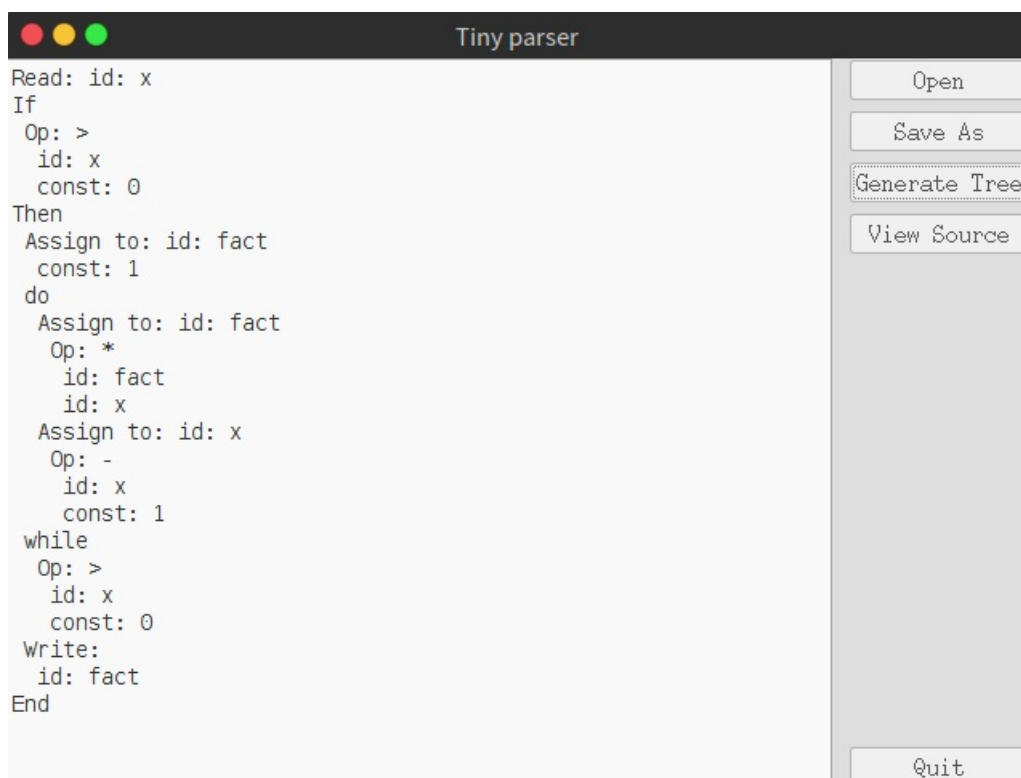 Tiny parser
Read: id: x
If
Op: >
id: x
const: 0
Then
Assign to: id: fact
const: 1
do
Assign to: id: fact
Op: *
id: fact
id: x
Assign to: id: x
Op: -
id: x
const: 1
while
Op: >
id: x
const: 0
Write:
id: fact
End
Open
Save As
Generate Tree
View Source
Quit